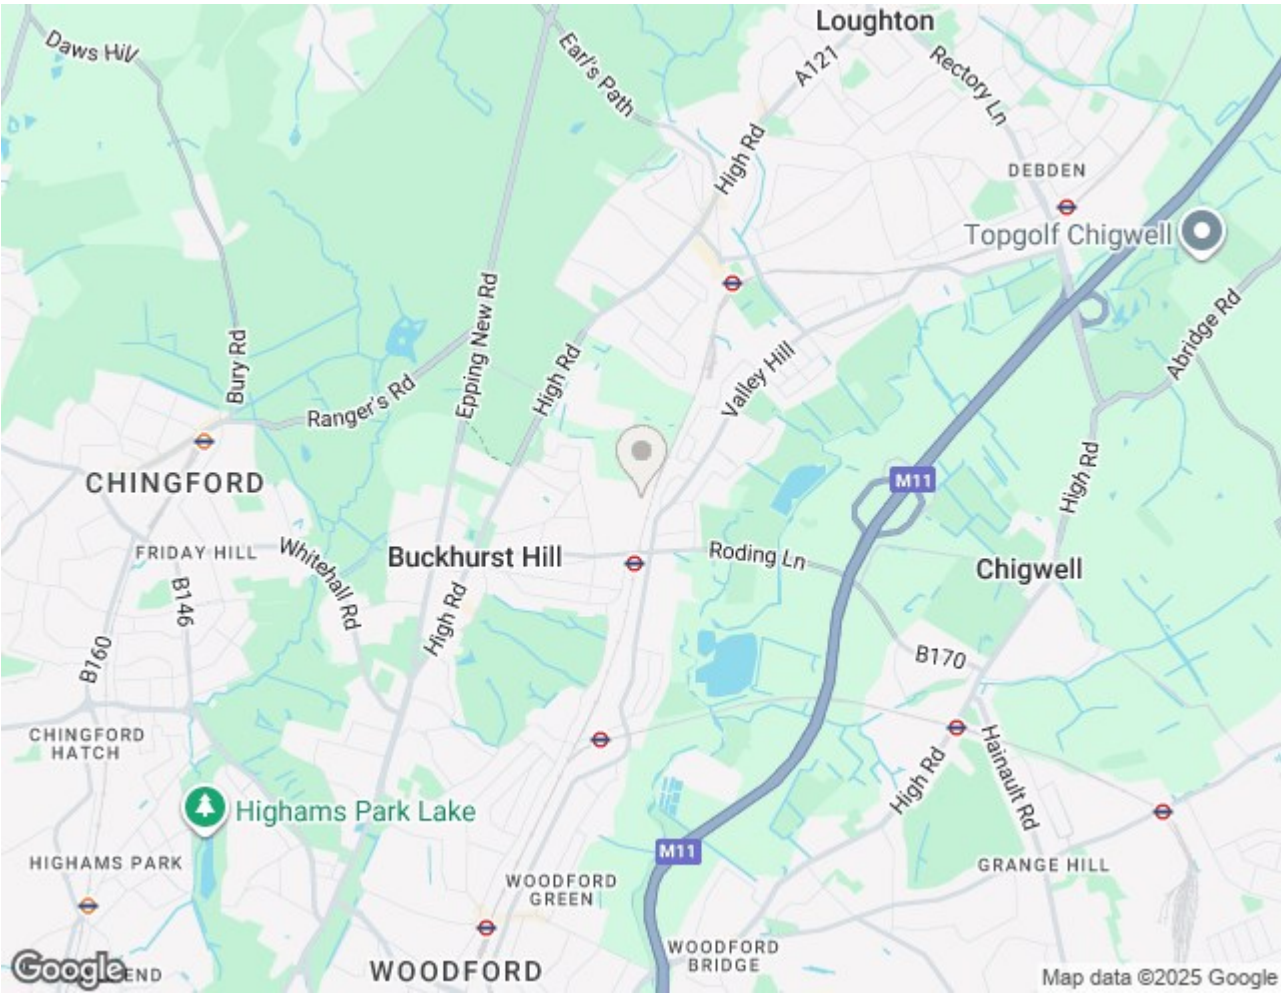 Loughton
Daws Hill
Earl's Path
A121
Rectory Ln
High Rd
DEBDEN
Topgolf Chigwell
Epping New Rd
Abridge Rd
Bury Rd
High Rd
Valley Hill
Ranger's Rd
CHINGFORD
M11
High Rd
FRIDAY HILL
Whitehall Rd
Buckhurst Hill
Roding Ln
Chigwell
B146
High Rd
B160
B170
CHINGFORD
HATCH
High Rd
Hainault Rd
Highams Park Lake
M11
HIGHAMS PARK
GRANGE HILL
WOODFORD
GREEN
WOODFORD
BRIDGE
Google
END
WOODFORD
Map data ©2025 Google